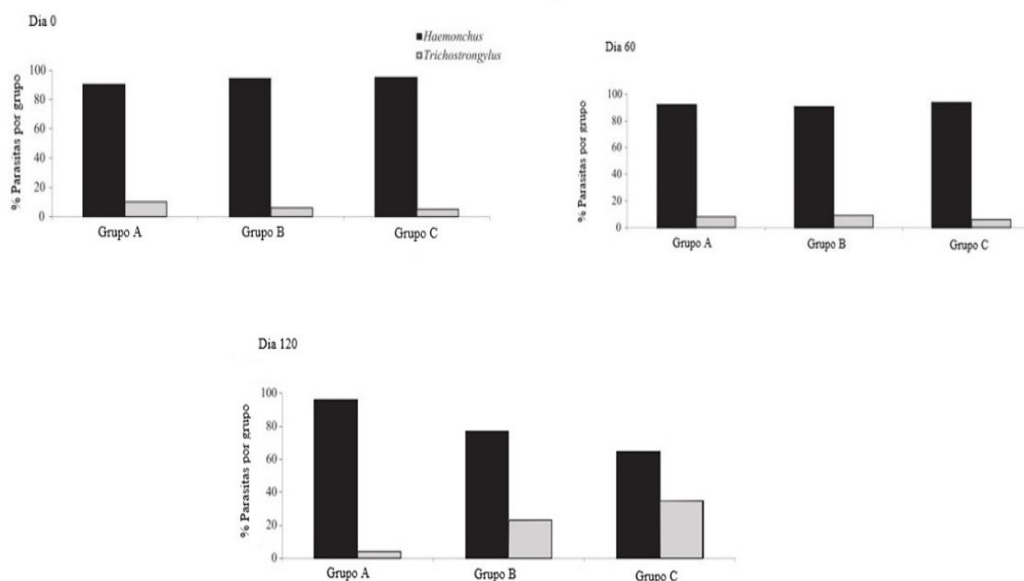 Dia 0
Haemonchus
Trichostrongylus
% Parasitas por grupo
100
80
60
40
20
0
Grupo A Grupo B Grupo C
Dia 60
% Parasitas por grupo
100
80
60
40
20
0
Grupo A Grupo B Grupo C
Dia 120
% Parasitas por grupo
100
80
60
40
20
0
Grupo A Grupo B Grupo C